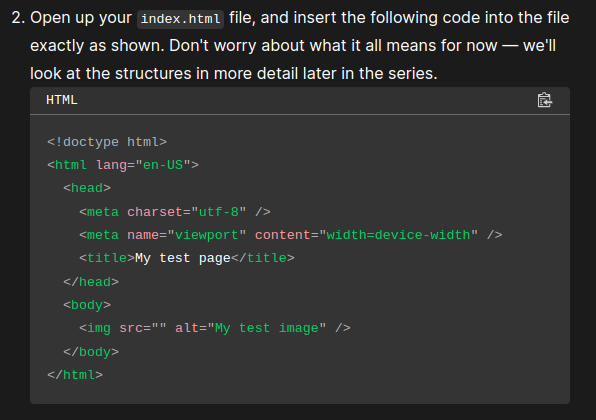 2. Open up your index.html file, and insert the following code into the file
exactly as shown. Don't worry about what it all means for now — we'll
look at the structures in more detail later in the series.
HTML
<!doctype html>
<html lang="en-US">
  <head>
    <meta charset="utf-8" />
    <meta name="viewport" content="width=device-width" />
    <title>My test page</title>
  </head>
  <body>
    <img src="" alt="My test image" />
  </body>
</html>